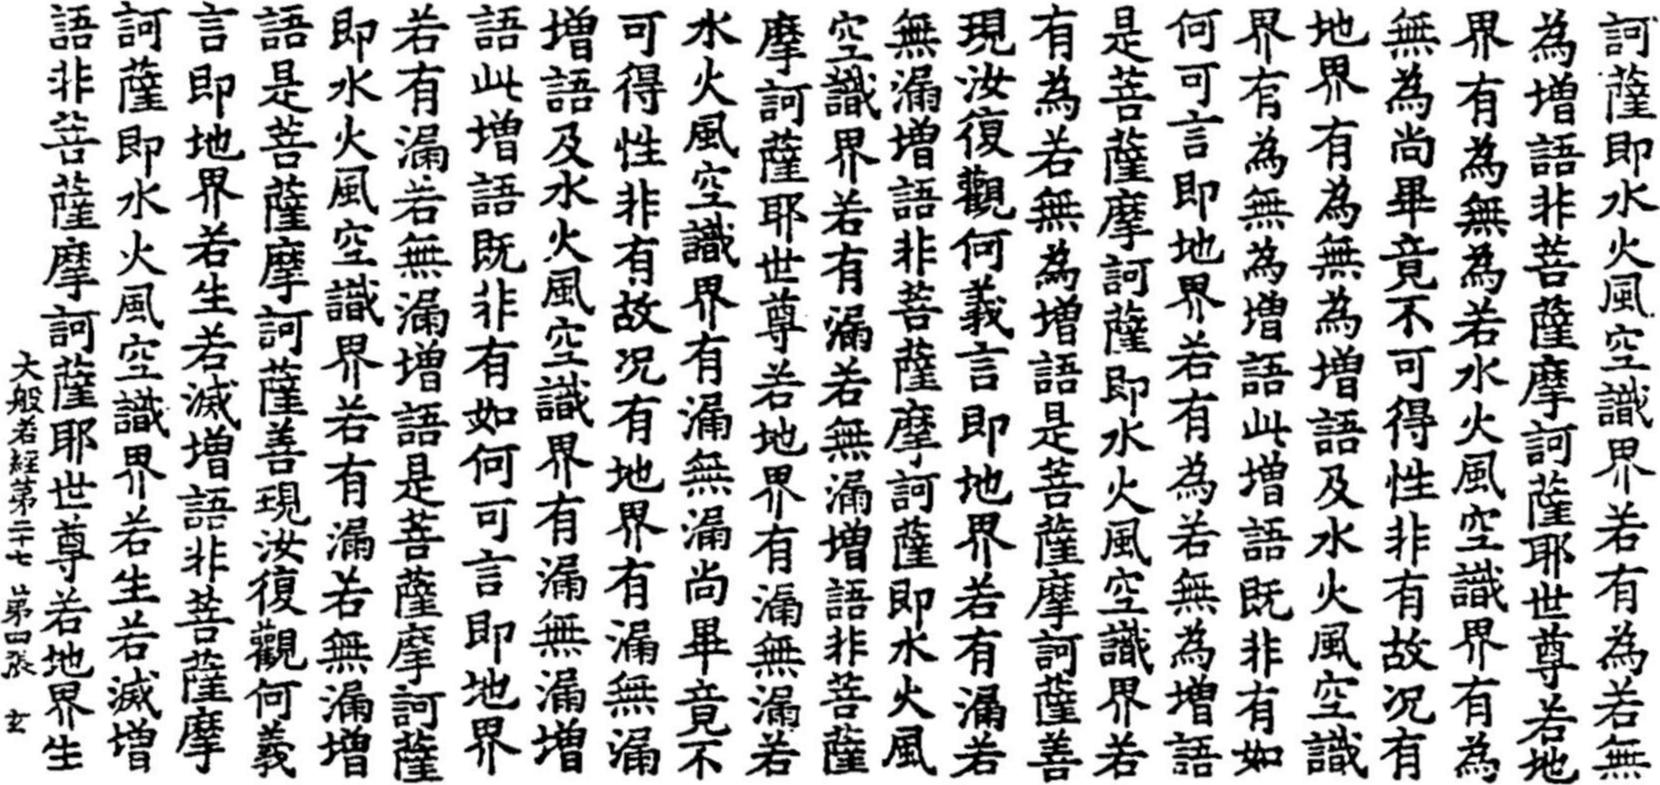 訶薩即水火風空識界若有為若無
為增語非菩薩摩訶薩耶世尊若地
界有為無為若水火風空識界有為
無為尚畢竟不可得性非有故况有
地界有為無為增語及水火風空識
界有為無為增語此增語既非有如
何可言即地界若有為若無為增語
是菩薩摩訶薩即水火風空識界若
有為若無為增語是菩薩摩訶薩善
現汝復觀何義言即地界若有漏若
無漏增語非菩薩摩訶薩即水火風
空識界若有漏若無漏增語非菩薩
摩訶薩耶世尊若地界有漏無漏若
水火風空識界有漏無漏尚畢竟不
可得性非有故况有地界有漏無漏
增語及水火風空識界有漏無漏增
語此增語既非有如何可言即地界
若有漏若無漏增語是菩薩摩訶薩
即水火風空識界若有漏若無漏增
語是菩薩摩訶薩善現汝復觀何義
言即地界若生若滅增語非菩薩摩
訶薩即水火風空識界若生若滅增
語非菩薩摩訶薩耶世尊若地界生
大般若經第二十七 第四張 玄